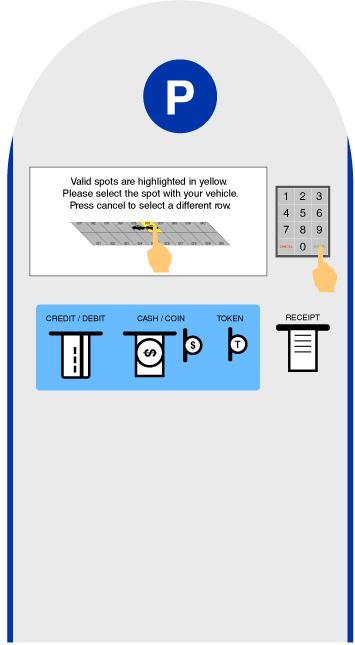 P
Valid spots are highlighted in yellow.
Please select the spot with your vehicle.
Press cancel to select a different row.
1 2 3
4 5 6
7 8 9
CANCEL 0
CREDIT / DEBIT CASH / COIN TOKEN RECEIPT
$ $ T